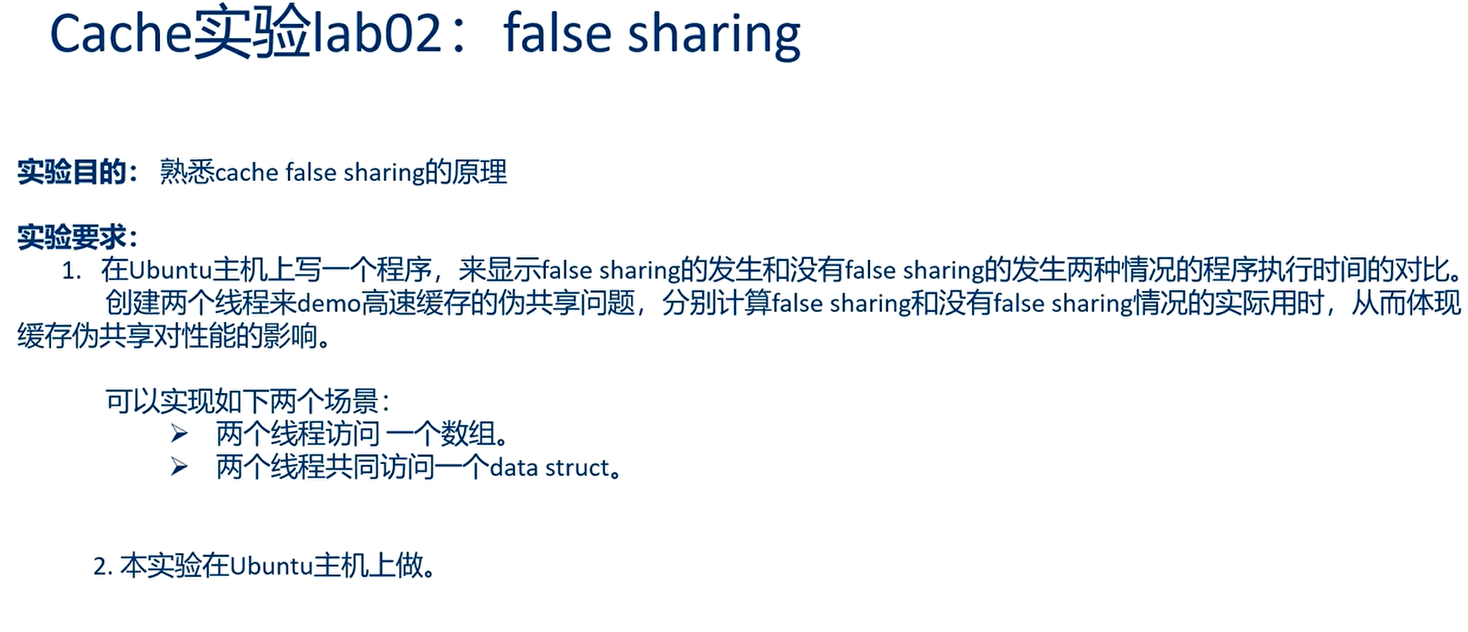 Cache实验lab02：false sharing
实验目的： 熟悉cache false sharing的原理
实验要求：
1. 在Ubuntu主机上写一个程序，来显示false sharing的发生和没有false sharing的发生两种情况的程序执行时间的对比。
创建两个线程来demo高速缓存的伪共享问题，分别计算false sharing和没有false sharing情况的实际用时，从而体现
缓存伪共享对性能的影响。
可以实现如下两个场景：
➢ 两个线程访问 一个数组。
➢ 两个线程共同访问一个data struct。
2. 本实验在Ubuntu主机上做。